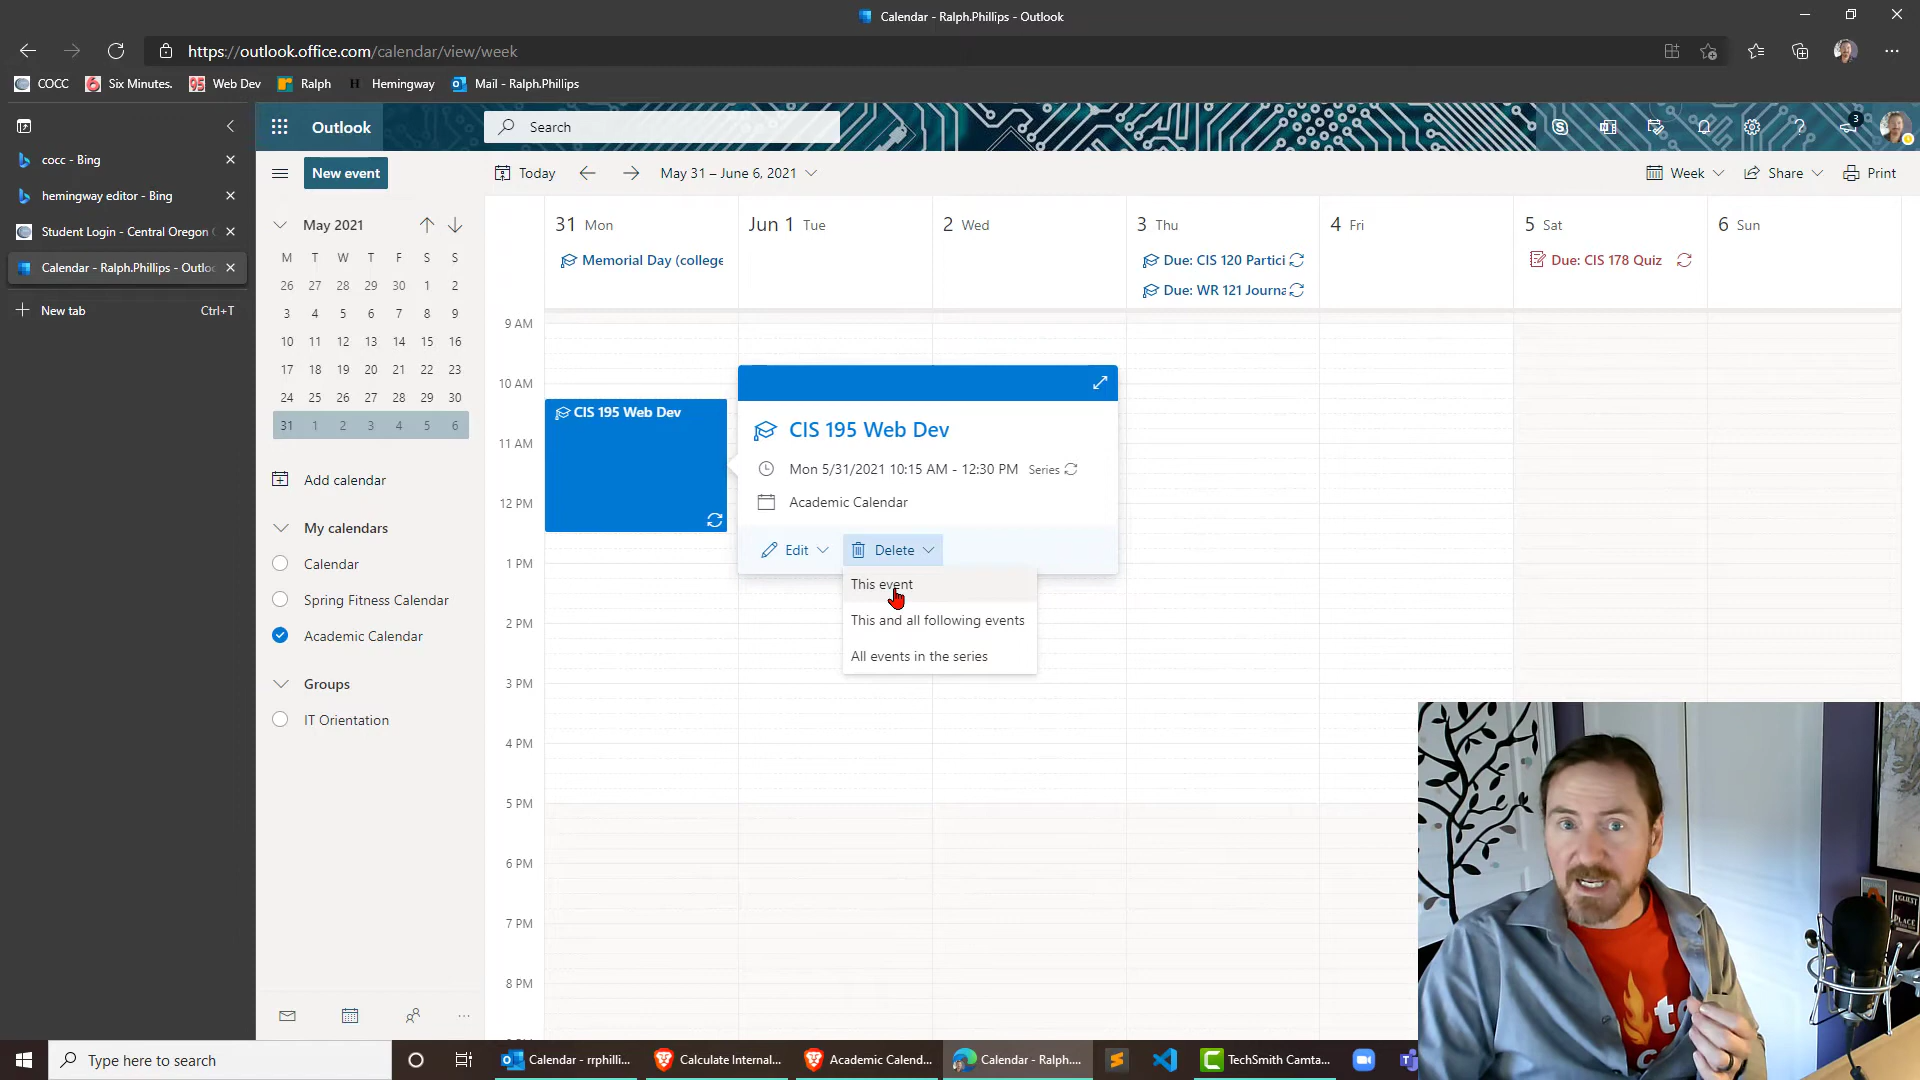 Calendar - Ralph.Phillips - Outlook
https://outlook.office.com/calendar/view/week
COCC
Six Minutes.
95
Web Dev
Ralph
H
Hemingway
Mail - Ralph.Phillips
cocc - Bing
hemingway editor - Bing
Student Login - Central Oregon
Calendar - Ralph.Phillips - Outloo
New tab
Ctrl+T
Outlook
Search
3
New event
Today
May 31 – June 6, 2021
Week
Share
Print
May 2021
M T W T F S S
26 27 28 29 30 1 2
3 4 5 6 7 8 9
10 11 12 13 14 15 16
17 18 19 20 21 22 23
24 25 26 27 28 29 30
31 1 2 3 4 5 6
Add calendar
My calendars
Calendar
Spring Fitness Calendar
Academic Calendar
Groups
IT Orientation
31 Mon
Jun 1 Tue
2 Wed
3 Thu
4 Fri
5 Sat
6 Sun
Memorial Day (college
Due: CIS 120 Partici
Due: WR 121 Journa
Due: CIS 178 Quiz
9 AM
10 AM
11 AM
12 PM
1 PM
2 PM
3 PM
4 PM
5 PM
6 PM
7 PM
8 PM
CIS 195 Web Dev
CIS 195 Web Dev
Mon 5/31/2021 10:15 AM - 12:30 PM Series
Academic Calendar
Edit
Delete
This event
This and all following events
All events in the series
UGLIEST
PLACE
Type here to search
Calendar - rrphilli...
Calculate Internal...
Academic Calend...
Calendar - Ralph....
TechSmith Camta...